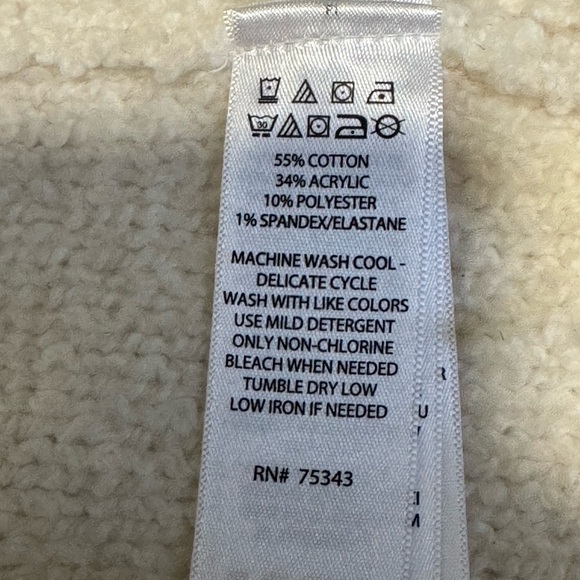 30
55% COTTON
34% ACRYLIC
10% POLYESTER
1% SPANDEX/ELASTANE
MACHINE WASH COOL -
DELICATE CYCLE
WASH WITH LIKE COLORS
USE MILD DETERGENT
ONLY NON-CHLORINE
BLEACH WHEN NEEDED
TUMBLE DRY LOW
LOW IRON IF NEEDED
RN# 75343
R
U
M